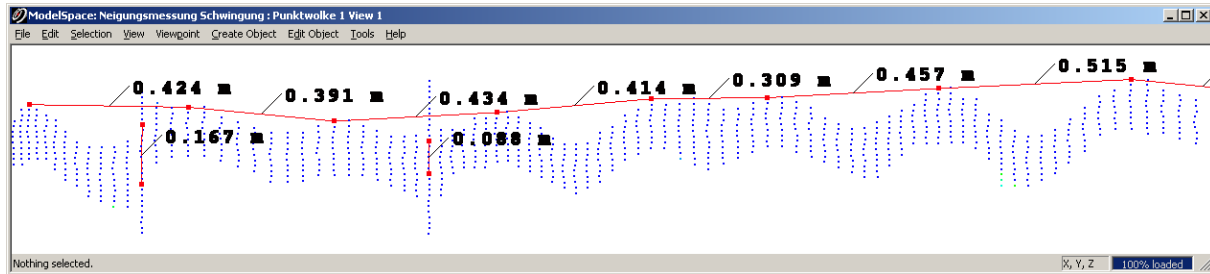 ModelSpace: Neigungsmessung Schwingung : Punktwolke 1 View 1
File Edit Selection View Viewpoint Create Object Edit Object Tools Help
0.424 m
0.391 m
0.434 m
0.414 m
0.309 m
0.457 m
0.515 m
0.167 m
0.088 m
Nothing selected.
X, Y, Z
100% loaded